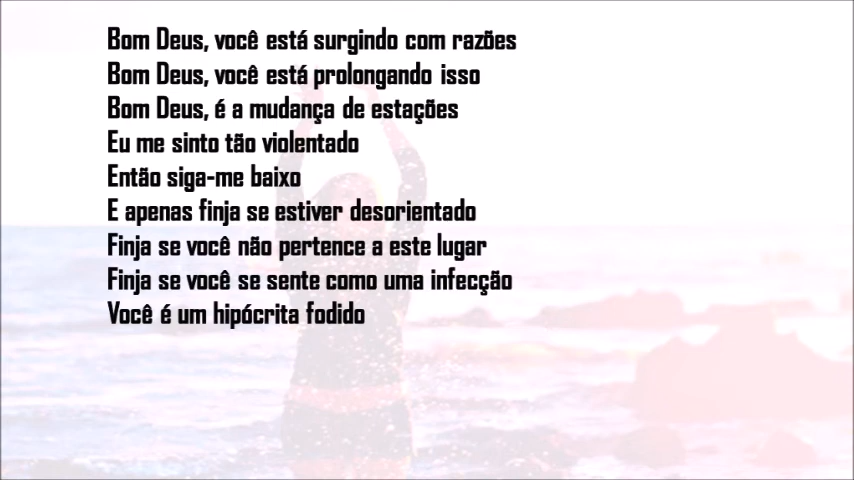 Bom Deus, você está surgindo com razões
Bom Deus, você está prolongando isso
Bom Deus, é a mudança de estações
Eu me sinto tão violentado
Então siga-me baixo
E apenas finja se estiver desorientado
Finja se você não pertence a este lugar
Finja se você se sente como uma infecção
Você é um hipócrita fodido